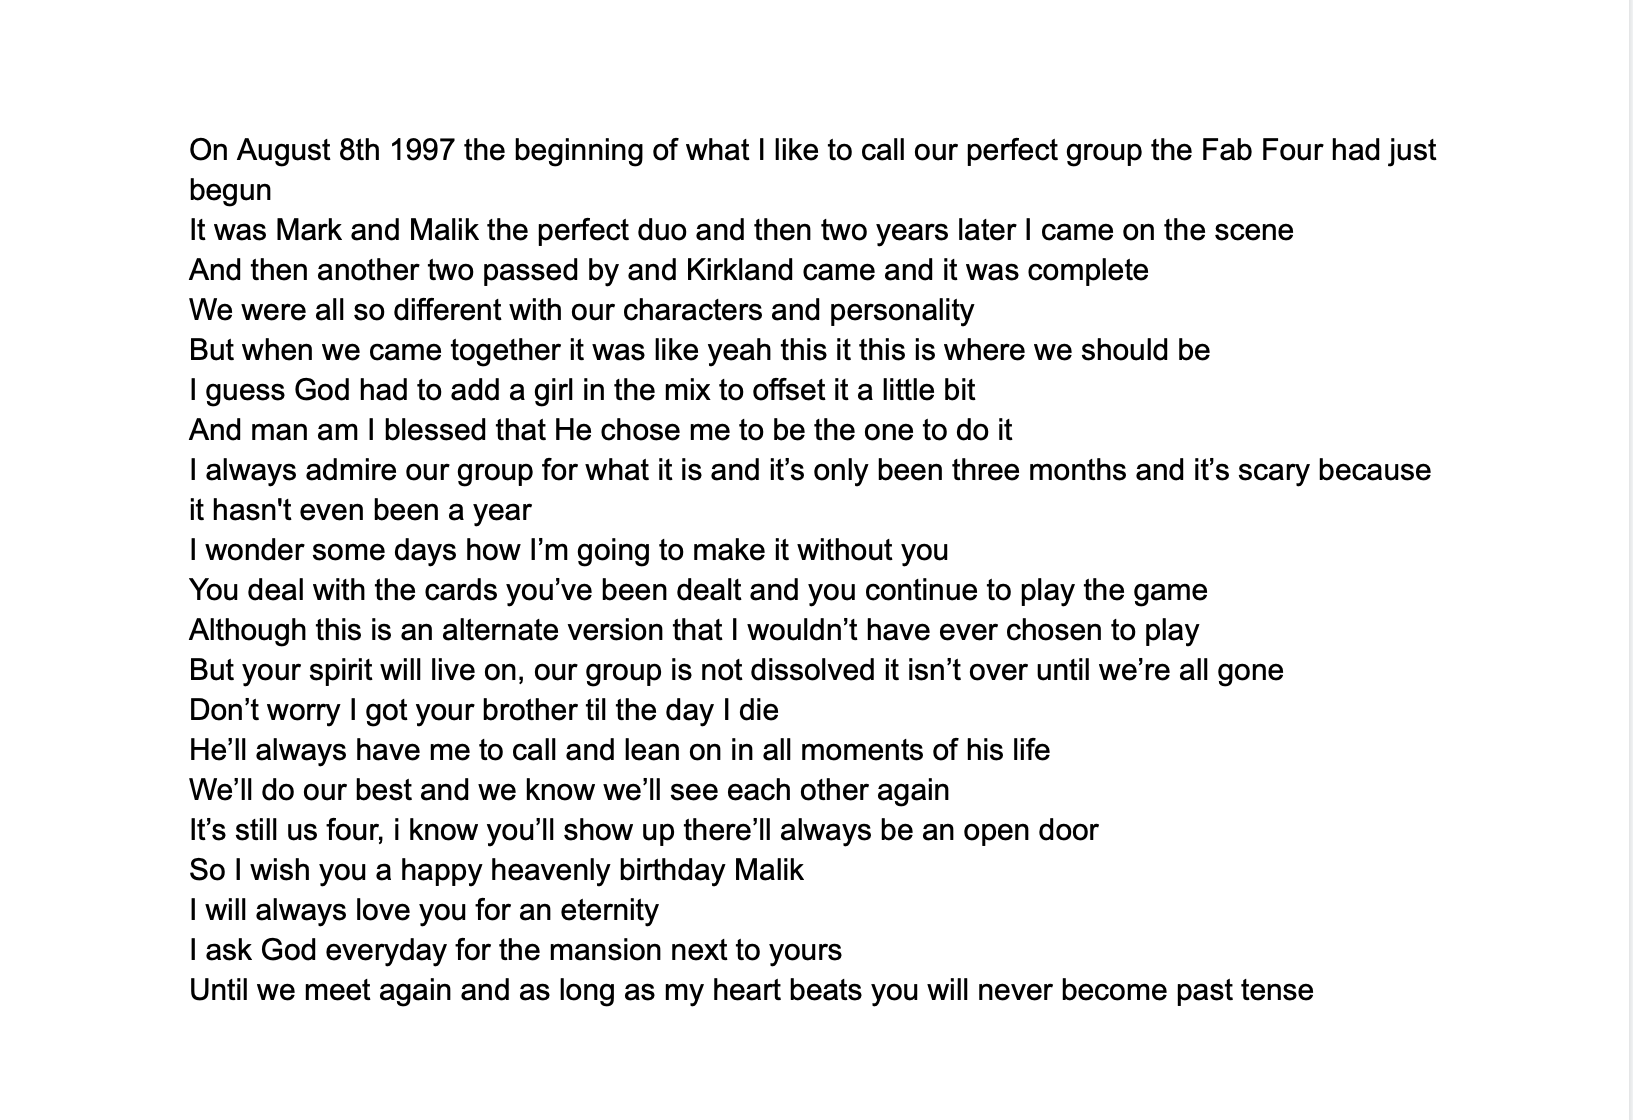 On August 8th 1997 the beginning of what I like to call our perfect group the Fab Four had just
begun
It was Mark and Malik the perfect duo and then two years later I came on the scene
And then another two passed by and Kirkland came and it was complete
We were all so different with our characters and personality
But when we came together it was like yeah this it this is where we should be
I guess God had to add a girl in the mix to offset it a little bit
And man am I blessed that He chose me to be the one to do it
I always admire our group for what it is and it’s only been three months and it’s scary because
it hasn't even been a year
I wonder some days how I’m going to make it without you
You deal with the cards you’ve been dealt and you continue to play the game
Although this is an alternate version that I wouldn’t have ever chosen to play
But your spirit will live on, our group is not dissolved it isn’t over until we’re all gone
Don’t worry I got your brother til the day I die
He’ll always have me to call and lean on in all moments of his life
We’ll do our best and we know we’ll see each other again
It’s still us four, i know you’ll show up there’ll always be an open door
So I wish you a happy heavenly birthday Malik
I will always love you for an eternity
I ask God everyday for the mansion next to yours
Until we meet again and as long as my heart beats you will never become past tense